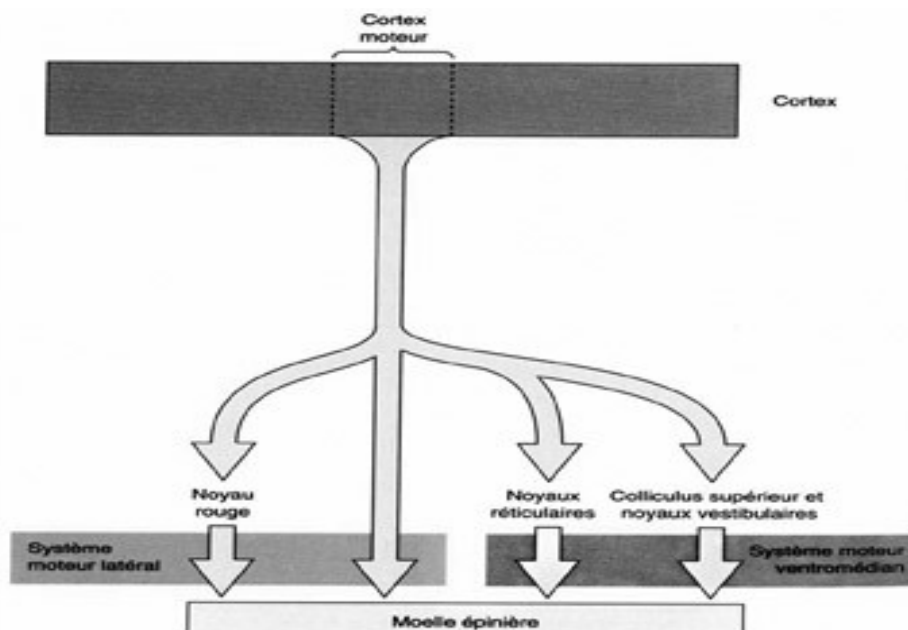 Cortex
moteur
Cortex
Noyau
rouge
Noyaux
réticulaires
Colliculus supérieur et
noyaux vestibulaires
Système
moteur latéral
Système moteur
ventromédian
Moelle épinière